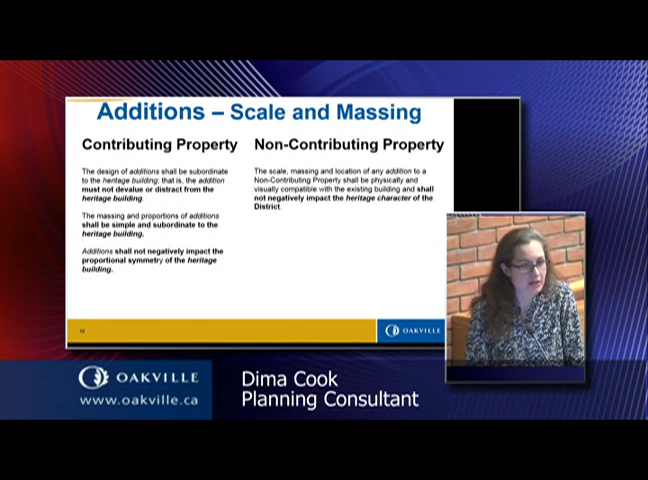 Additions – Scale and Massing
Contributing Property
The design of additions shall be subordinate
to the heritage building; that is, the addition
must not devalue or distract from the
heritage building.
The massing and proportions of additions
shall be simple and subordinate to the
heritage building.
Additions shall not negatively impact the
proportional symmetry of the heritage
building.
Non-Contributing Property
The scale, massing and location of any addition to a
Non-Contributing Property shall be physically and
visually compatible with the existing building and shall
not negatively impact the heritage character of the
District.
OAKVILLE
OAKVILLE
www.oakville.ca
Dima Cook
Planning Consultant